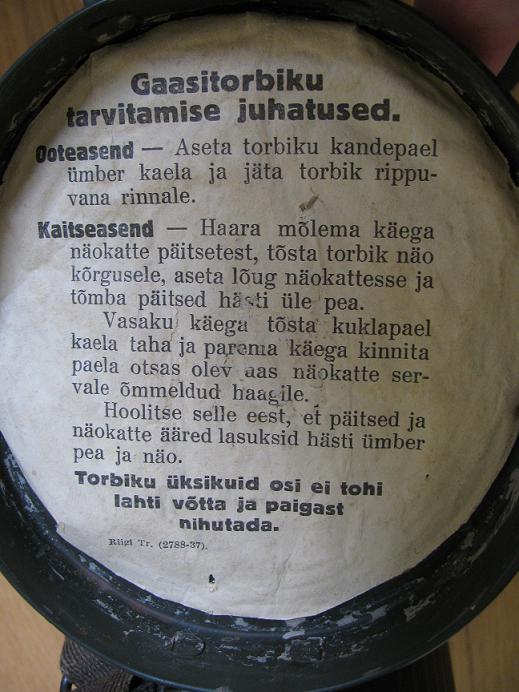 Gaasitorbiku
tarvitamise juhatused.
Ooteasend — Aseta torbiku kandepael
ümber kaela ja jäta torbik rippu-
vana rinnale.
Kaitseasend — Haara mõlema käega
näokatte päitsetest, tõsta torbik näo
kõrgusele, aseta lõug näokattesse ja
tõmba päitsed hästi üle pea.
Vasaku käega tõsta kuklapael
kaela taha ja parema käega kinnita
paela otsas olev aas näokatte ser-
vale õmmeldud haagile.
Hoolitse selle eest, et päitsed ja
näokatte ääred lasuksid hästi ümber
pea ja näo.
Torbiku üksikuid osi ei tohi
lahti võtta ja paigast
nihutada.
Riigi Tr. (2788-37).